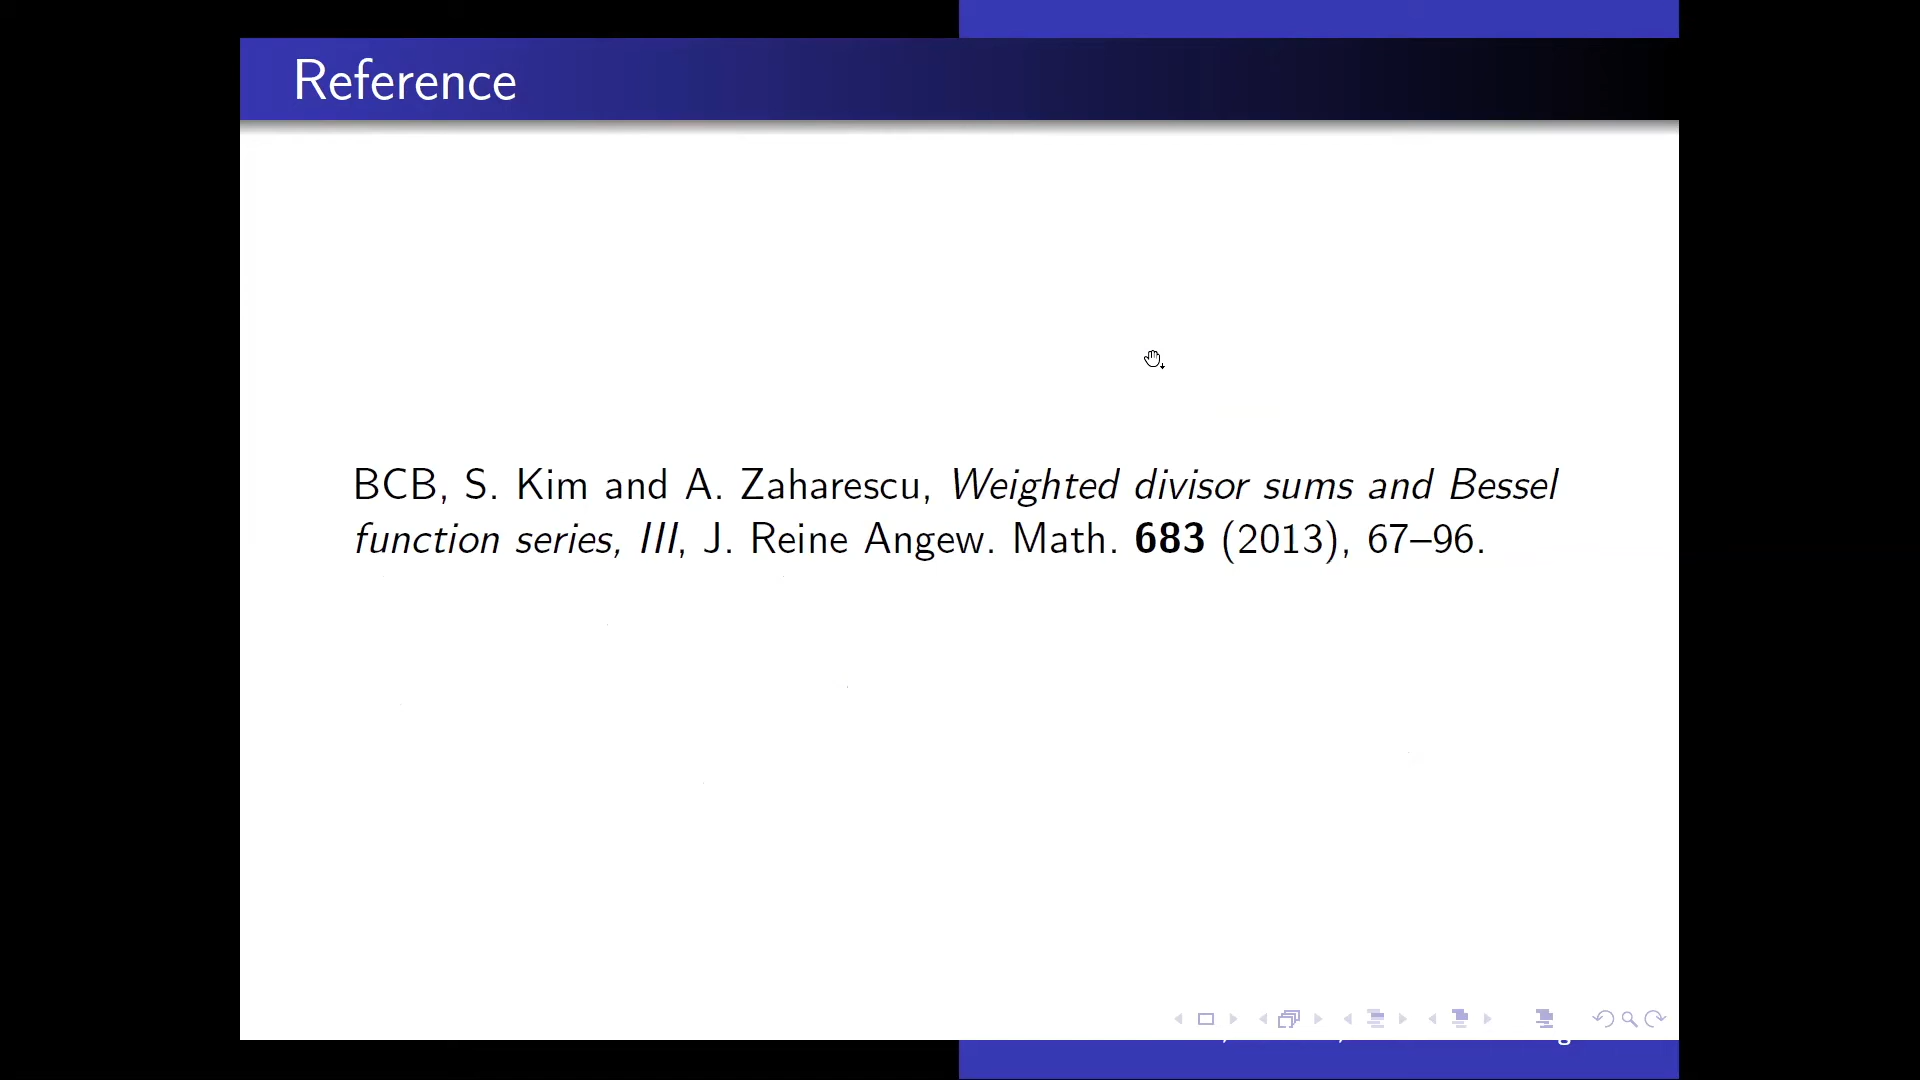 Reference
BCB, S. Kim and A. Zaharescu, Weighted divisor sums and Bessel
function series, III, J. Reine Angew. Math. 683 (2013), 67–96.